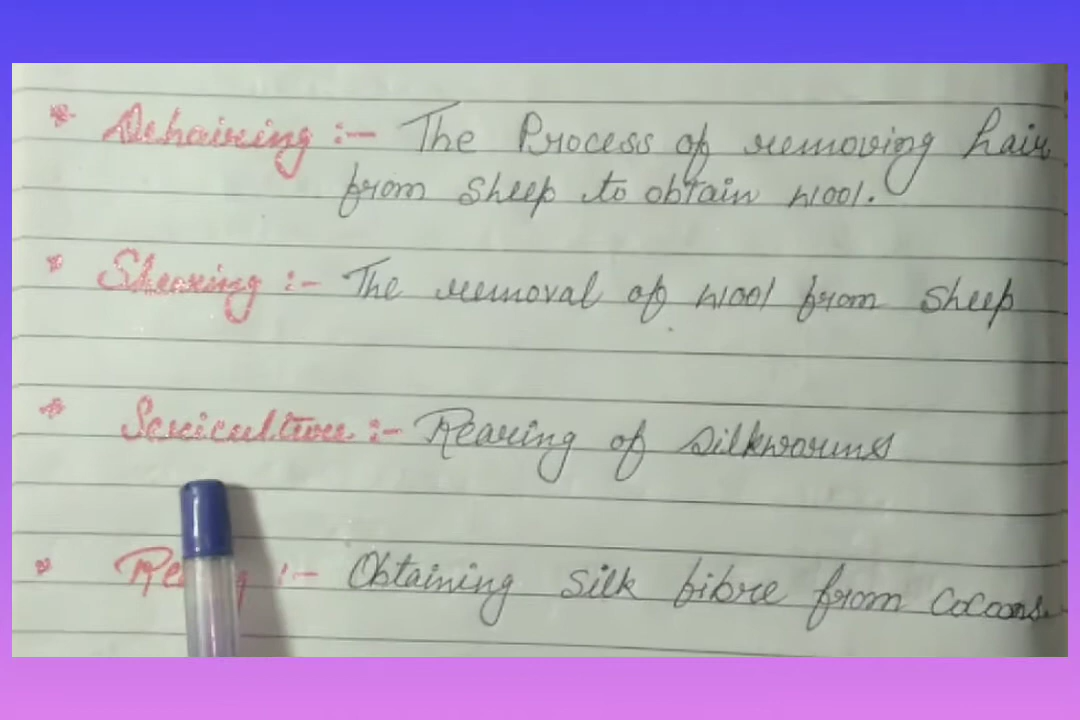 * Dehairing :- The Process of removing hair
from sheep to obtain wool.
* Shearing :- The removal of wool from sheep
* Sericulture :- Rearing of Silkworms
* :- Obtaining Silk fibre from Cocoons.